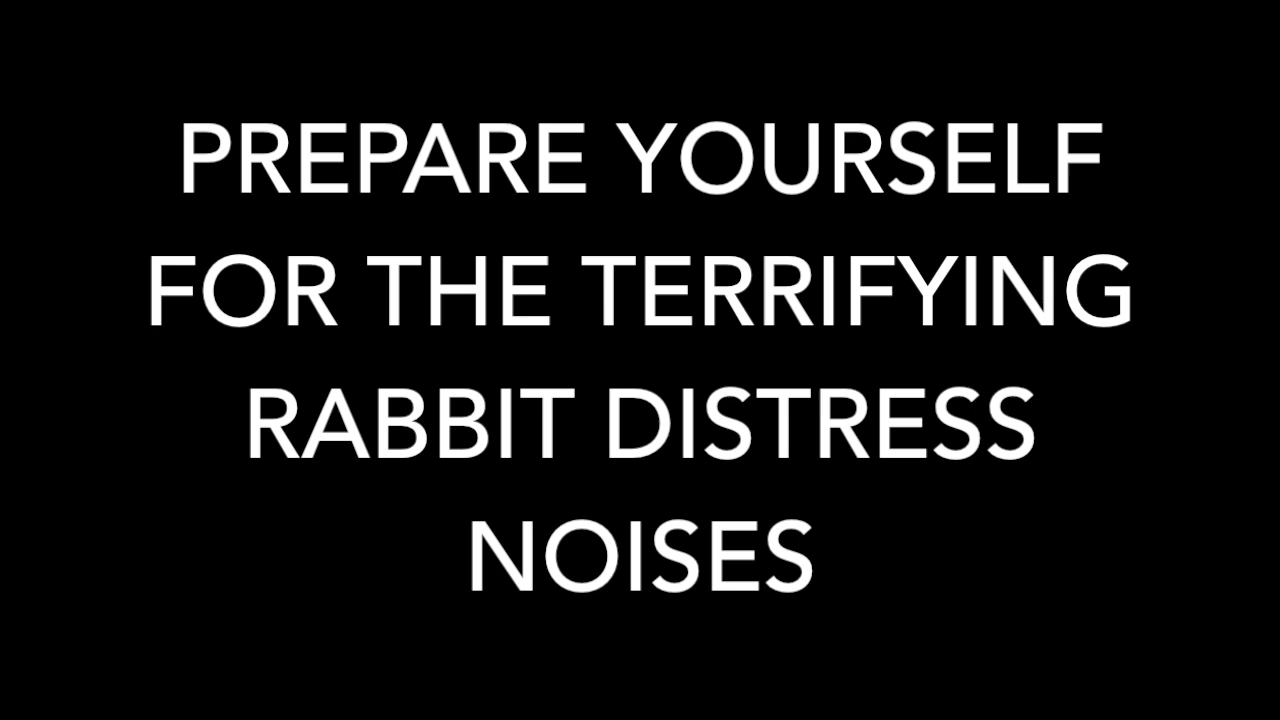 PREPARE YOURSELF
FOR THE TERRIFYING
RABBIT DISTRESS
NOISES